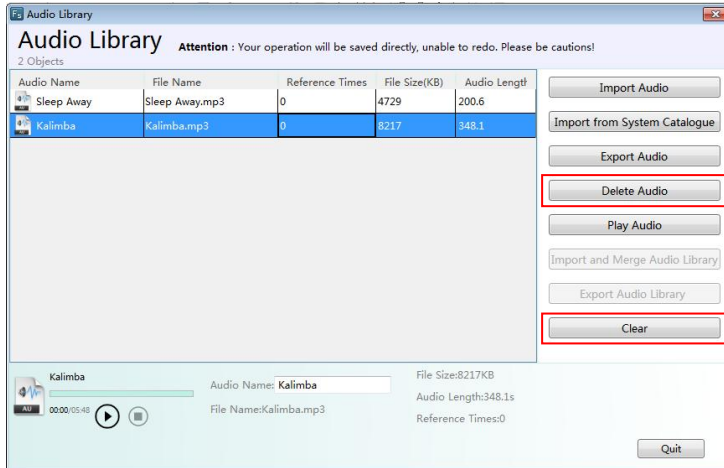 Fs Audio Library
Audio Library Attention : Your operation will be saved directly, unable to redo. Please be cautions!
2 Objects
Audio Name File Name Reference Times File Size(KB) Audio Length
AU Sleep Away Sleep Away.mp3 0 4729 200.6
AU Kalimba Kalimba.mp3 0 8217 348.1
Import Audio
Import from System Catalogue
Export Audio
Delete Audio
Play Audio
Import and Merge Audio Library
Export Audio Library
Clear
Kalimba
AU 00:00/05:48
Audio Name: Kalimba
File Name:Kalimba.mp3
File Size:8217KB
Audio Length:348.1s
Reference Times:0
Quit